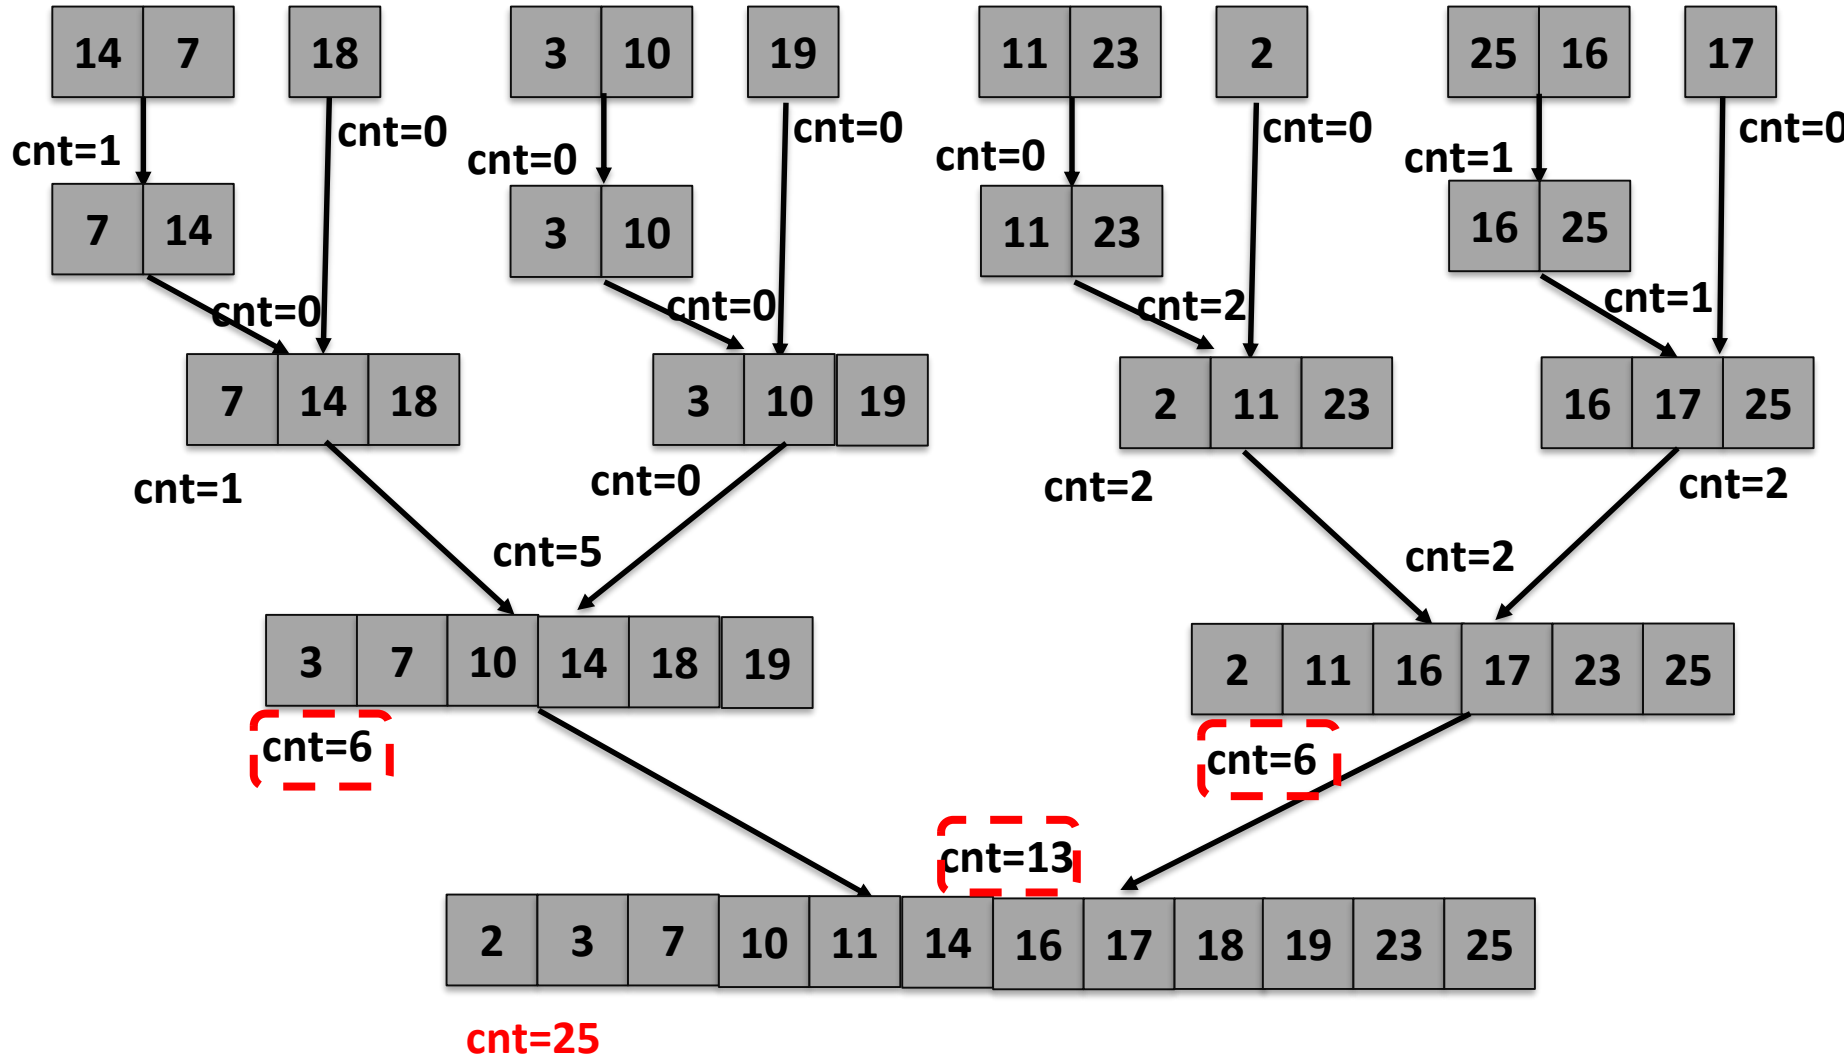 14 7 18 3 10 19 11 23 2 25 16 17
cnt=1 cnt=0 cnt=0 cnt=0 cnt=0 cnt=0 cnt=1 cnt=0
7 14 3 10 11 23 16 25
cnt=0 cnt=0 cnt=2 cnt=1
7 14 18 3 10 19 2 11 23 16 17 25
cnt=1 cnt=0 cnt=2 cnt=2
cnt=5 cnt=2
3 7 10 14 18 19 2 11 16 17 23 25
cnt=6 cnt=6
cnt=13
2 3 7 10 11 14 16 17 18 19 23 25
cnt=25